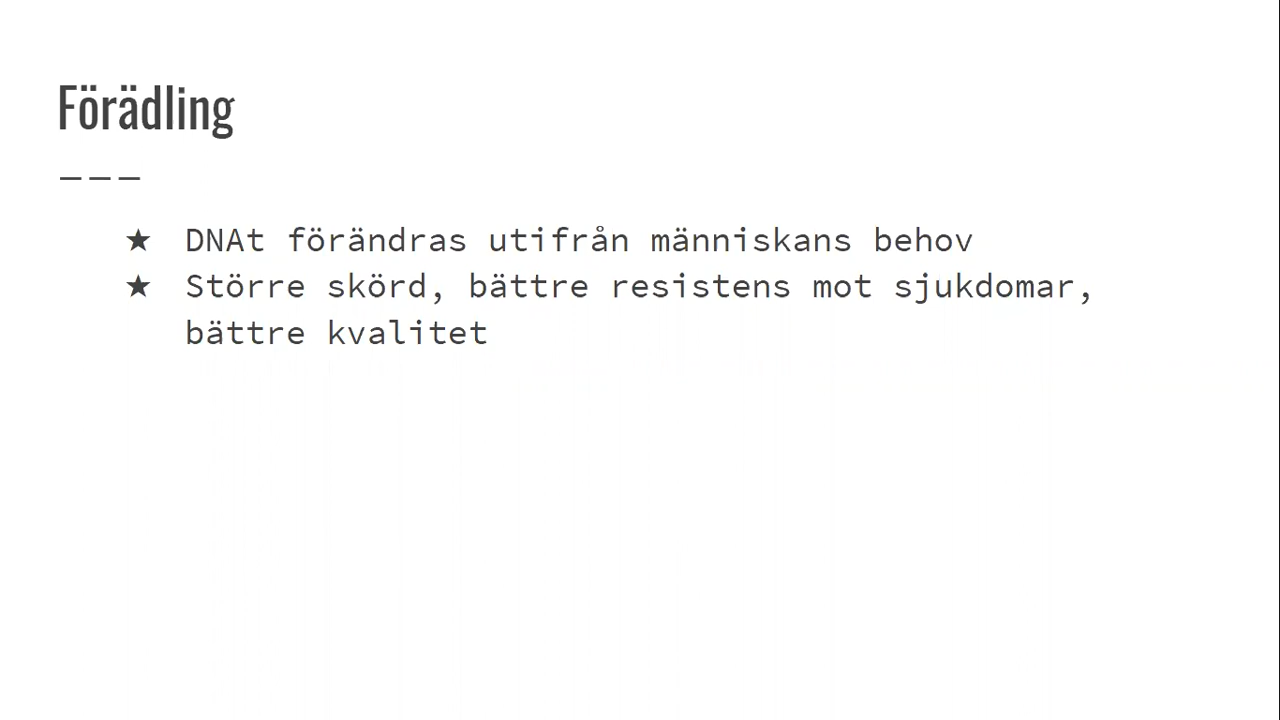 Förädling
———
★ DNAt förändras utifrån människans behov
★ Större skörd, bättre resistens mot sjukdomar,
bättre kvalitet